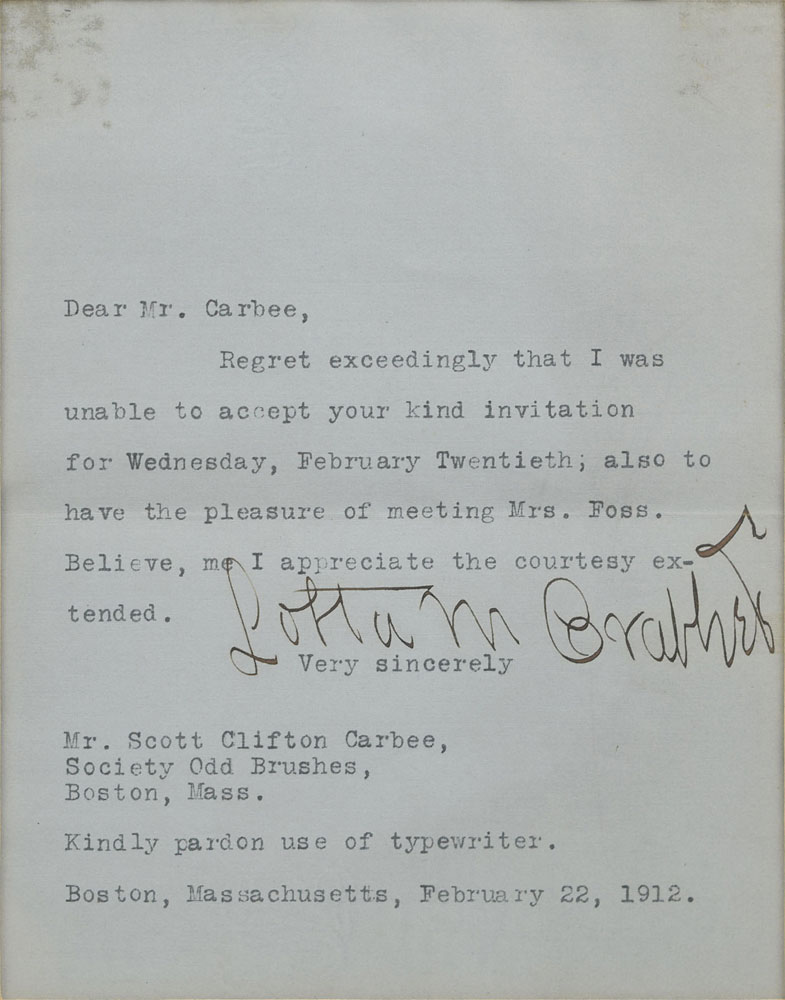 Dear Mr. Carbee,
Regret exceedingly that I was
unable to accept your kind invitation
for Wednesday, February Twentieth; also to
have the pleasure of meeting Mrs. Foss.
Believe, me I appreciate the courtesy ex-
tended.
Lotta M Crabtree
Very sincerely
Mr. Scott Clifton Carbee,
Society Odd Brushes,
Boston, Mass.
Kindly pardon use of typewriter.
Boston, Massachusetts, February 22, 1912.